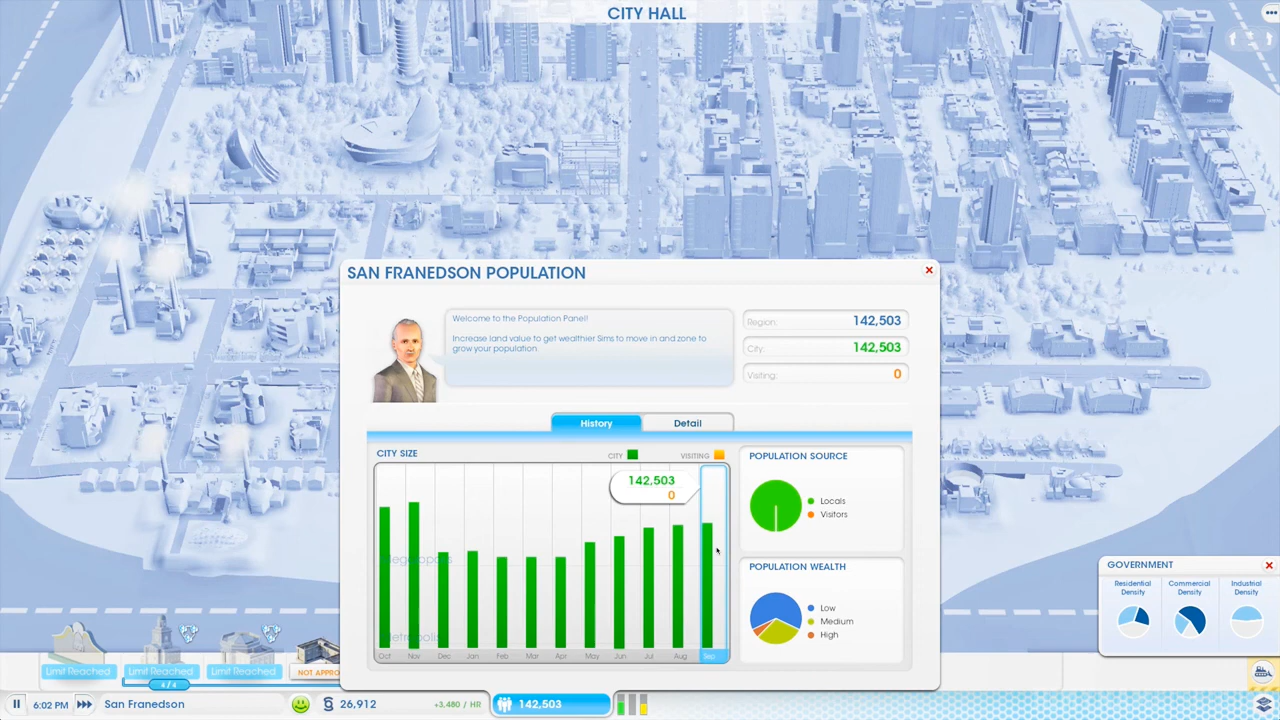 CITY HALL
SAN FRANEDSON POPULATION
Welcome to the Population Panel!
Increase land value to get wealthier Sims to move in and zone to
grow your population.
Region: 142,503
City: 142,503
Visiting: 0
History Detail
CITY SIZE
CITY VISITING
142,503
0
Megalopolis
Metropolis
Oct Nov Dec Jan Feb Mar Apr May Jun Jul Aug Sep
POPULATION SOURCE
Locals
Visitors
POPULATION WEALTH
Low
Medium
High
GOVERNMENT
Residential
Density
Commercial
Density
Industrial
Density
Limit Reached
Limit Reached
Limit Reached
NOT APPRO
4 / 4
6:02 PM San Franedson 26,912 +3,480 / HR 142,503